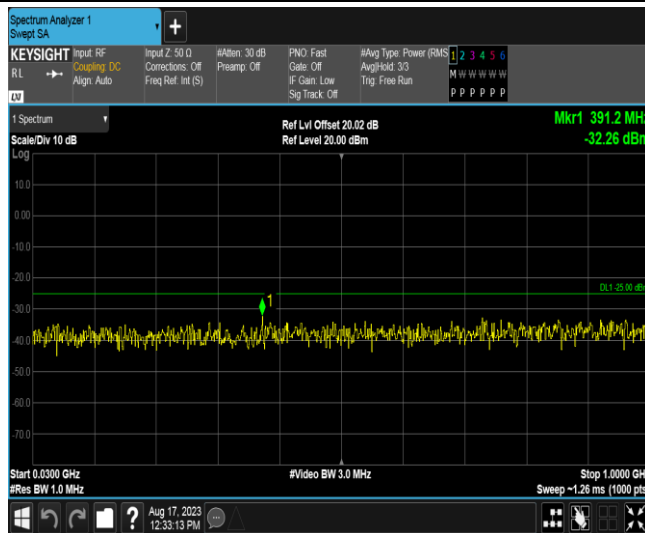 Spectrum Analyzer 1
Swept SA
+
KEYSIGHT
RL
Input: RF
Coupling: DC
Align: Auto
Input Z: 50 Ω
Corrections: Off
Freq Ref: Int (S)
#Atten: 30 dB
Preamp: Off
PNO: Fast
Gate: Off
IF Gain: Low
Sig Track: Off
#Avg Type: Power (RMS
Avg|Hold: 3/3
Trig: Free Run
1 2 3 4 5 6
M W W W W W
P P P P P P
LXI
1 Spectrum
Scale/Div 10 dB
Ref Lvl Offset 20.02 dB
Ref Level 20.00 dBm
Mkr1 391.2 MHz
-32.26 dBm
Log
10.0
0.00
-10.0
-20.0
DL1 -25.00 dBm
1
-30.0
-40.0
-50.0
-60.0
-70.0
Start 0.0300 GHz
#Res BW 1.0 MHz
#Video BW 3.0 MHz
Stop 1.0000 GHz
Sweep ~1.26 ms (1000 pts)
?
Aug 17, 2023
12:33:13 PM